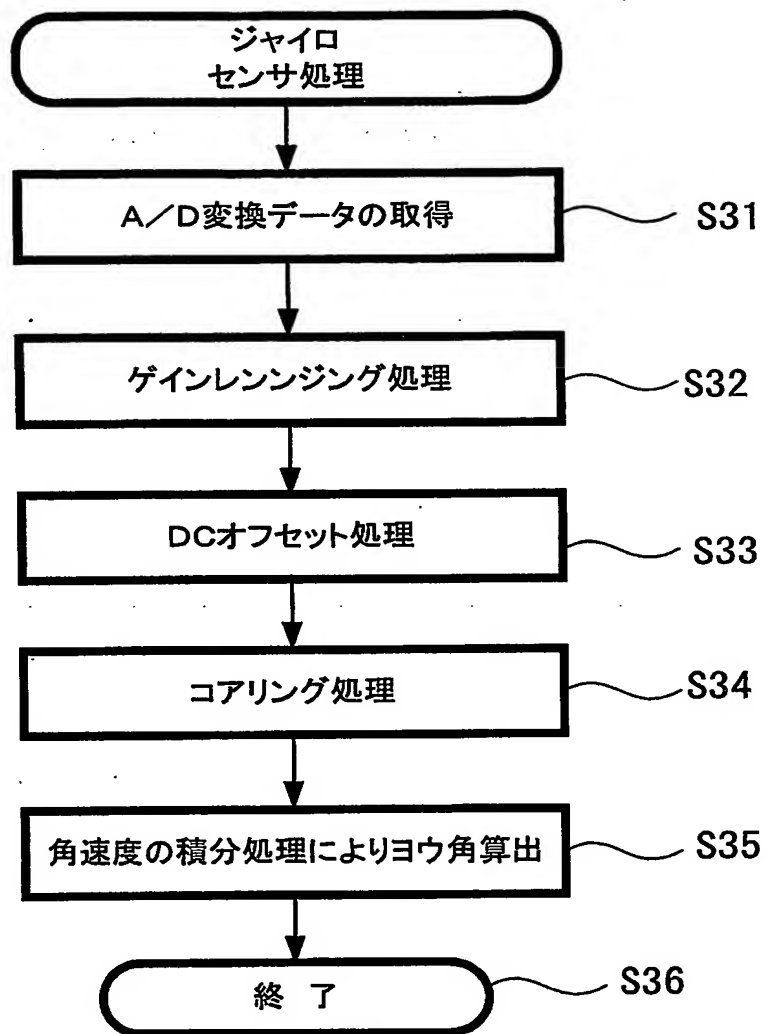 ジャイロ
センサ処理
A／D変換データの取得
S31
ゲインレンンジング処理
S32
DCオフセット処理
S33
コアリング処理
S34
角速度の積分処理によりヨウ角算出
S35
終 了
S36